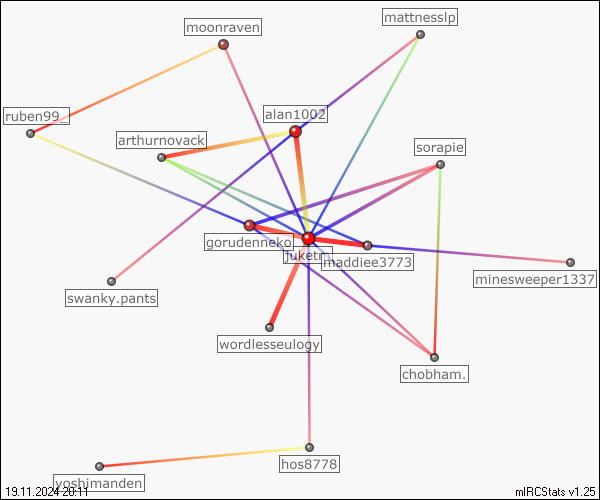 mattnesslp
moonraven
alan1002
ruben99_
arthurnovack
sorapie
gorudenneko
juketm
maddiee3773
minesweeper1337
swanky.pants
wordlesseulogy
chobham.
hos8778
yoshimanden
19.11.2024 20:11
mIRCStats v1.25